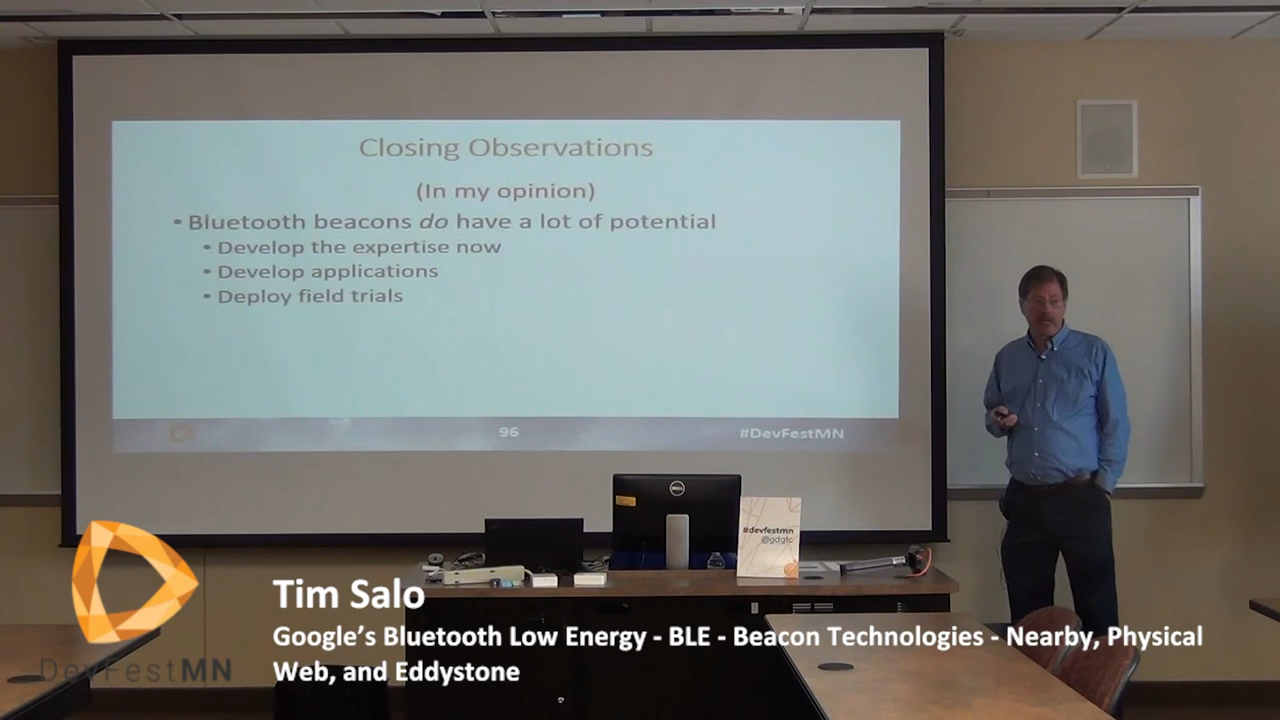 Closing Observations
(In my opinion)
• Bluetooth beacons do have a lot of potential
• Develop the expertise now
• Develop applications
• Deploy field trials
96
#DevFestMN
DELL
#devfestmn
@gdgtc
Tim Salo
Google’s Bluetooth Low Energy - BLE - Beacon Technologies - Nearby, Physical
Web, and Eddystone
DevFestMN